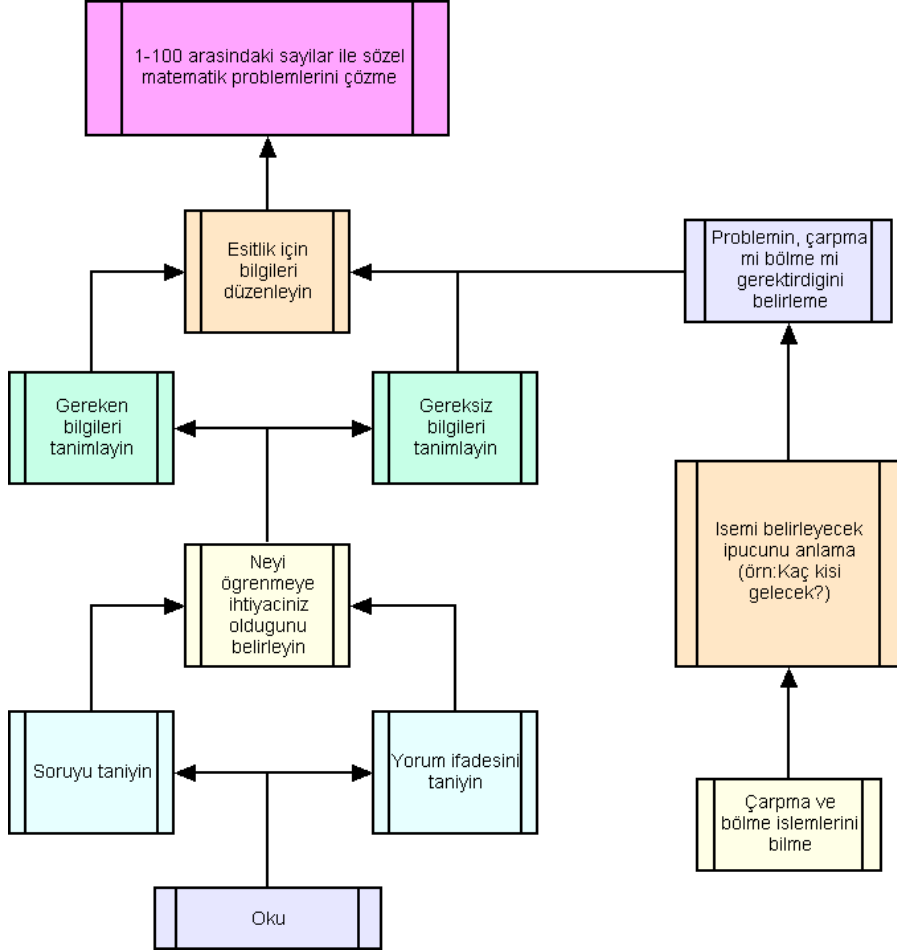 1-100 arasindaki sayilar ile sözel
matematik problemlerini çözme
Esitlik için
bilgileri
düzenleyin
Problemin, çarpma
mi bölme mi
gerektirdigini
belirleme
Gereken
bilgileri
tanimlayin
Gereksiz
bilgileri
tanimlayin
Isemi belirleyecek
ipucunu anlama
(örn:Kaç kisi
gelecek?)
Neyi
ögrenmeye
ihtiyaciniz
oldugunu
belirleyin
Soruyu taniyin
Yorum ifadesini
taniyin
Çarpma ve
bölme islemlerini
bilme
Oku